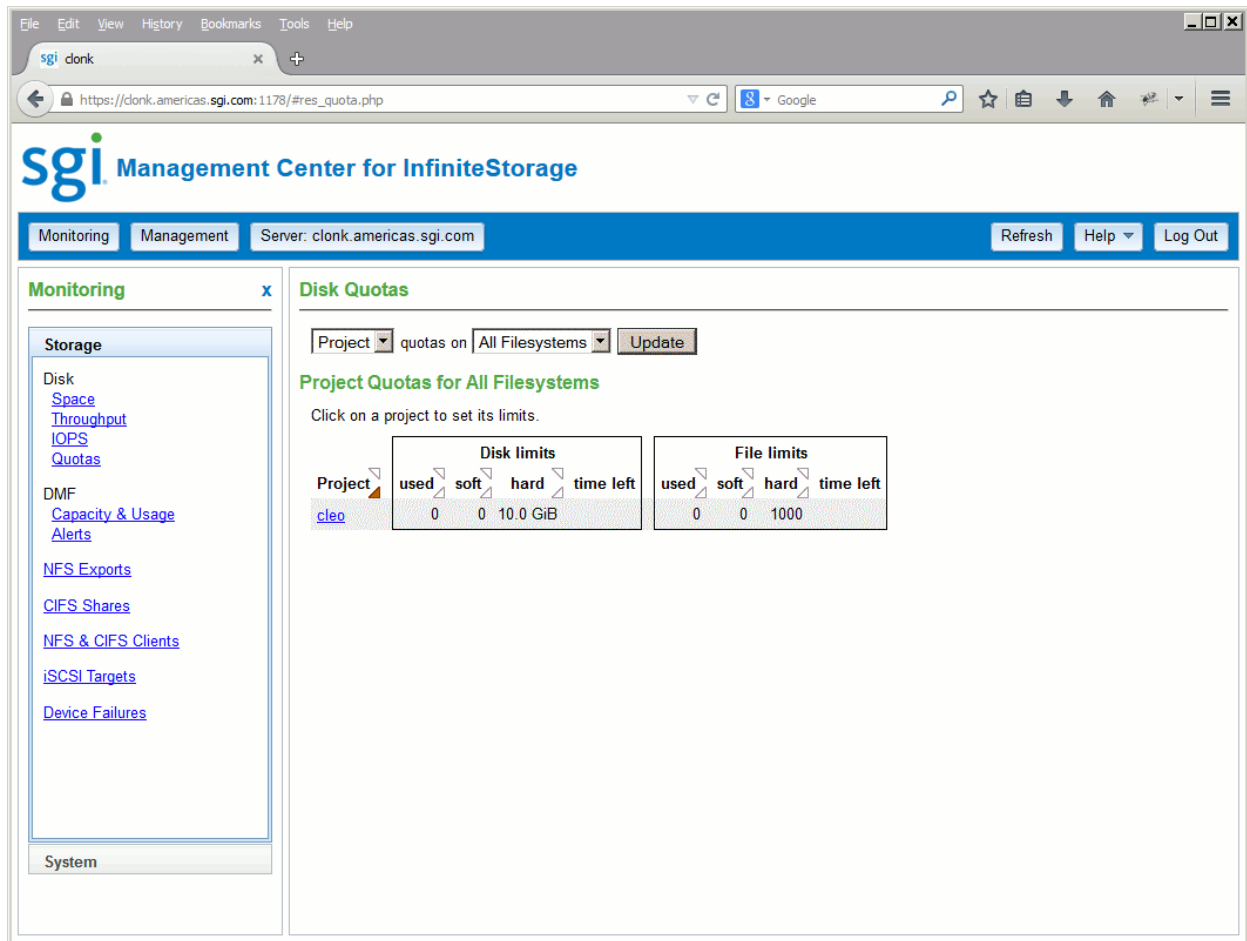 File Edit View History Bookmarks Tools Help
sgi clonk
https://clonk.americas.sgi.com:1178/#res_quota.php
8 Google
sgi Management Center for InfiniteStorage
Monitoring Management Server: clonk.americas.sgi.com Refresh Help Log Out
Monitoring x
Storage
Disk
Space
Throughput
IOPS
Quotas
DMF
Capacity & Usage
Alerts
NFS Exports
CIFS Shares
NFS & CIFS Clients
iSCSI Targets
Device Failures
System
Disk Quotas
Project quotas on All Filesystems Update
Project Quotas for All Filesystems
Click on a project to set its limits.
Disk limits File limits
Project used soft hard time left used soft hard time left
cleo 0 0 10.0 GiB 0 0 1000